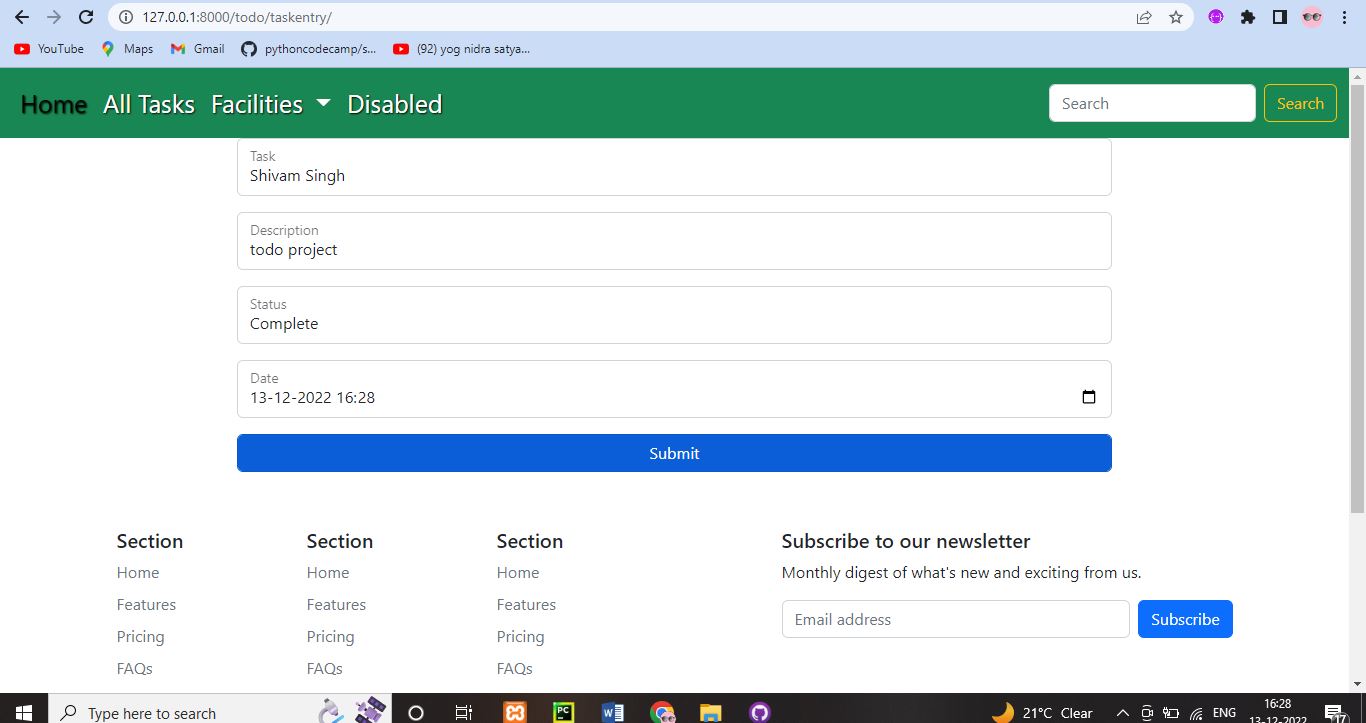 127.0.0.1:8000/todo/taskentry/
YouTube Maps Gmail pythoncodecamp/s... (92) yog nidra satya...
Home All Tasks Facilities Disabled Search Search
Task
Shivam Singh
Description
todo project
Status
Complete
Date
13-12-2022 16:28
Submit
Section Section Section Subscribe to our newsletter
Home Home Home Monthly digest of what's new and exciting from us.
Features Features Features Email address Subscribe
Pricing Pricing Pricing
FAQs FAQs FAQs
Type here to search PC W 21°C Clear ENG 16:28
13-12-2022 17